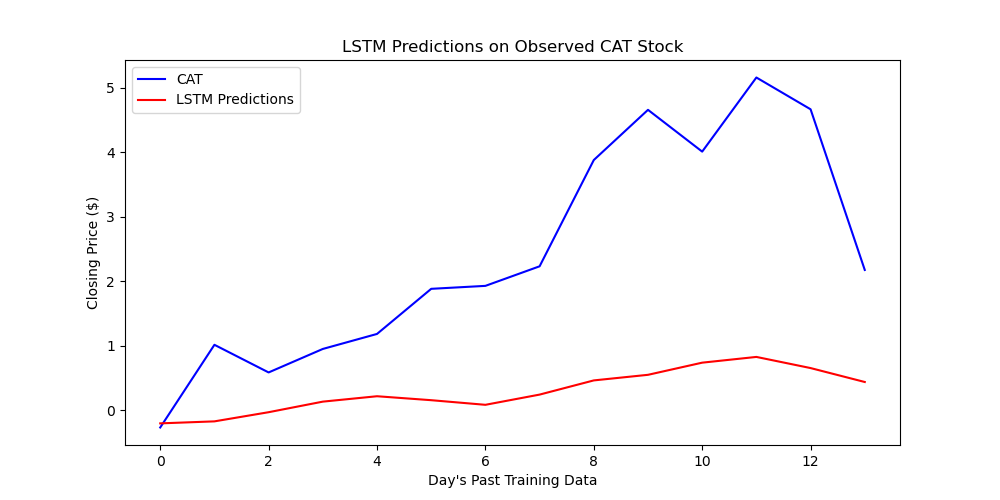 LSTM Predictions on Observed CAT Stock
CAT
LSTM Predictions
Closing Price ($)
5
4
3
2
1
0
0 2 4 6 8 10 12
Day's Past Training Data